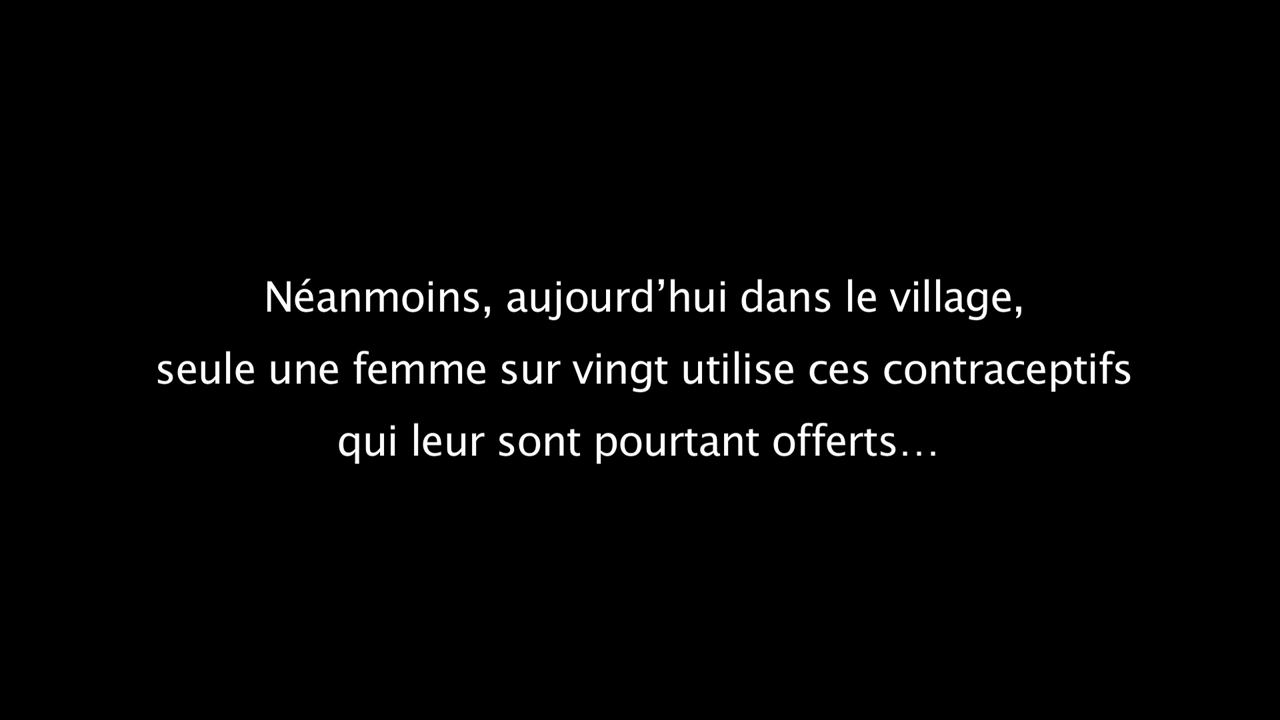 Néanmoins, aujourd’hui dans le village,
seule une femme sur vingt utilise ces contraceptifs
qui leur sont pourtant offerts…